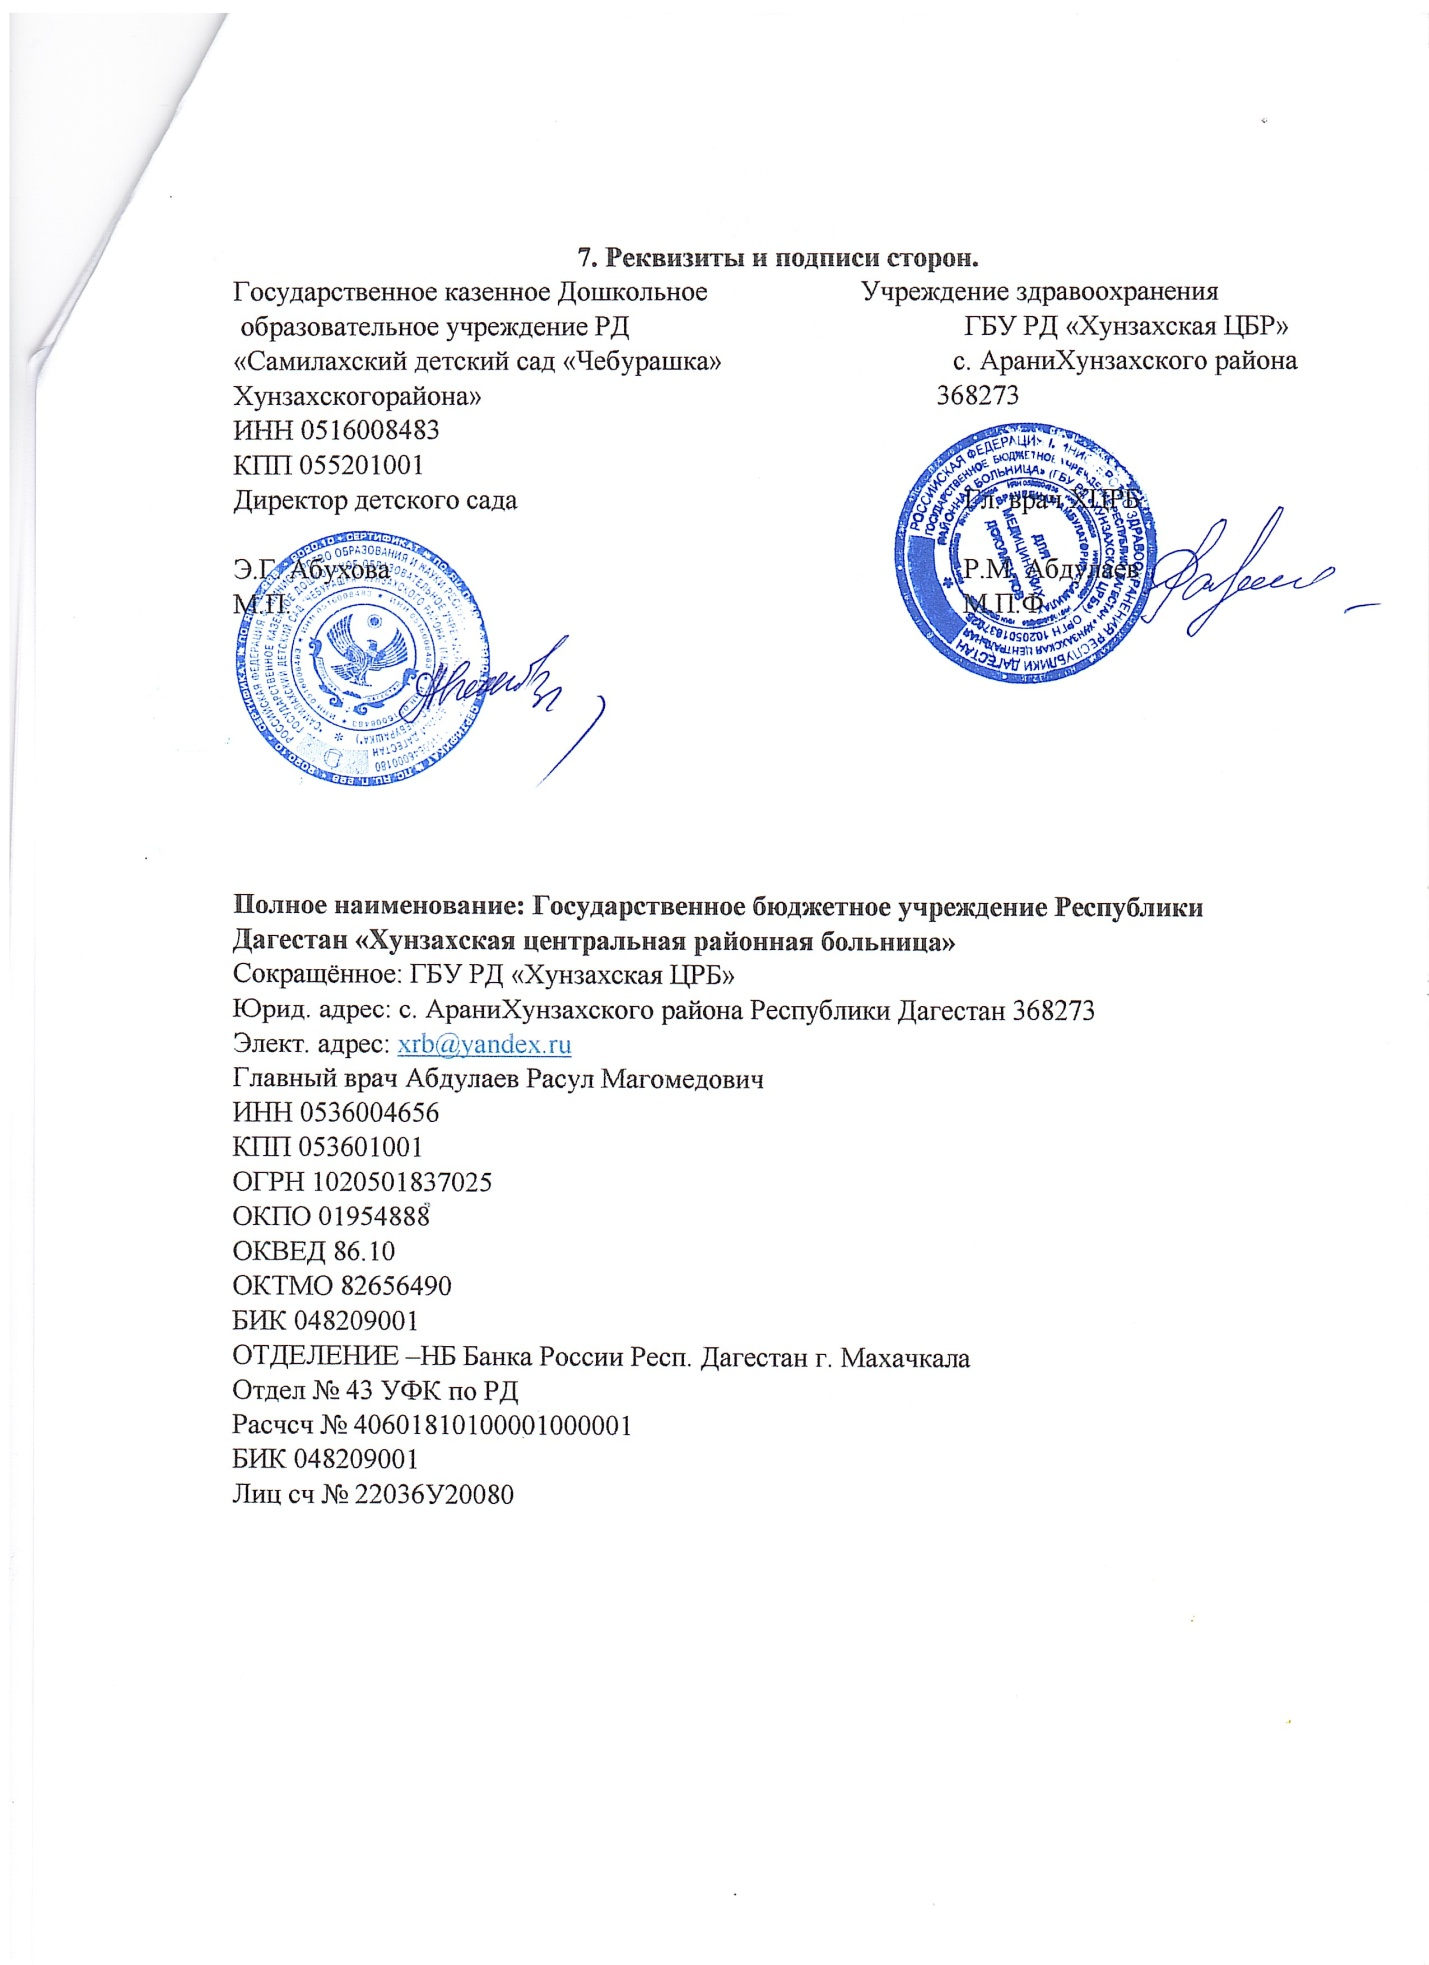 7. Реквизиты и подписи сторон.
Государственное казенное Дошкольное
образовательное учреждение РД
«Самилахский детский сад «Чебурашка»
Хунзахскогорайона»
ИНН 0516008483
КПП 055201001
Директор детского сада
Э.Г. Абухова
М.П.
Учреждение здравоохранения
ГБУ РД «Хунзахская ЦБР»
с. АраниХунзахского района
368273
Гл. врач ХЦРБ
Р.М. Абдулаев
М.П.Ф.
РОССИЙСКАЯ ФЕДЕРАЦИЯ
ДЛЯ
МЕДИЦИНСКИХ
ДОКУМЕНТОВ
Полное наименование: Государственное бюджетное учреждение Республики
Дагестан «Хунзахская центральная районная больница»
Сокращённое: ГБУ РД «Хунзахская ЦРБ»
Юрид. адрес: с. АраниХунзахского района Республики Дагестан 368273
Элект. адрес: xrb@yandex.ru
Главный врач Абдулаев Расул Магомедович
ИНН 0536004656
КПП 053601001
ОГРН 1020501837025
ОКПО 01954888
ОКВЕД 86.10
ОКТМО 82656490
БИК 048209001
ОТДЕЛЕНИЕ –НБ Банка России Респ. Дагестан г. Махачкала
Отдел № 43 УФК по РД
Расчсч № 40601810100001000001
БИК 048209001
Лиц сч № 22036У20080